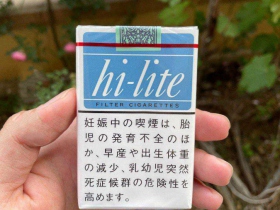 hi-lite
FILTER CIGARETTES
妊娠中の喫煙は、胎
児の発育不全のほ
か、早産や出生体重
の減少、乳幼児突然
死症候群の危険性を
高めます。